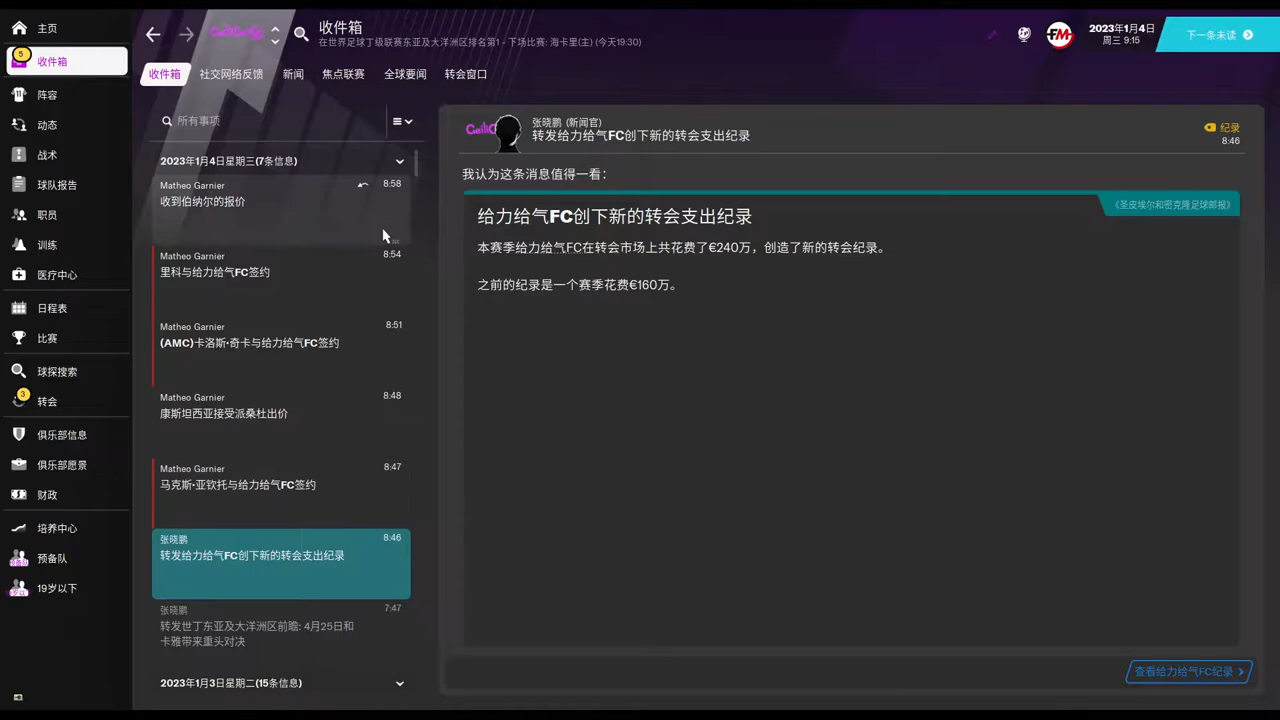 主页
5
收件箱
阵容
动态
战术
球队报告
职员
训练
医疗中心
日程表
比赛
球探搜索
3
转会
俱乐部信息
俱乐部愿景
财政
培养中心
预备队
19岁以下
收件箱
在世界足球丁级联赛东亚及大洋洲区排名第1 - 下场比赛: 海卡里(主) (今天19:30)
FM
2023年1月4日
周三 9:15
下一条未读
收件箱 社交网络反馈 新闻 焦点联赛 全球要闻 转会窗口
所有事项
2023年1月4日星期三(7条信息)
Matheo Garnier 8:58
收到伯纳尔的报价
Matheo Garnier 8:54
里科与给力给气FC签约
Matheo Garnier 8:51
(AMC)卡洛斯·奇卡与给力给气FC签约
Matheo Garnier 8:48
康斯坦西亚接受派桑杜出价
Matheo Garnier 8:47
马克斯·亚钦托与给力给气FC签约
张晓鹏 8:46
转发给力给气FC创下新的转会支出纪录
张晓鹏 7:47
转发世丁东亚及大洋洲区前瞻: 4月25日和
卡雅带来重头对决
2023年1月3日星期二(15条信息)
张晓鹏 (新闻官)
转发给力给气FC创下新的转会支出纪录
纪录
8:46
我认为这条消息值得一看：
《圣皮埃尔和密克隆足球邮报》
给力给气FC创下新的转会支出纪录
本赛季给力给气FC在转会市场上共花费了€240万，创造了新的转会纪录。
之前的纪录是一个赛季花费€160万。
查看给力给气FC纪录